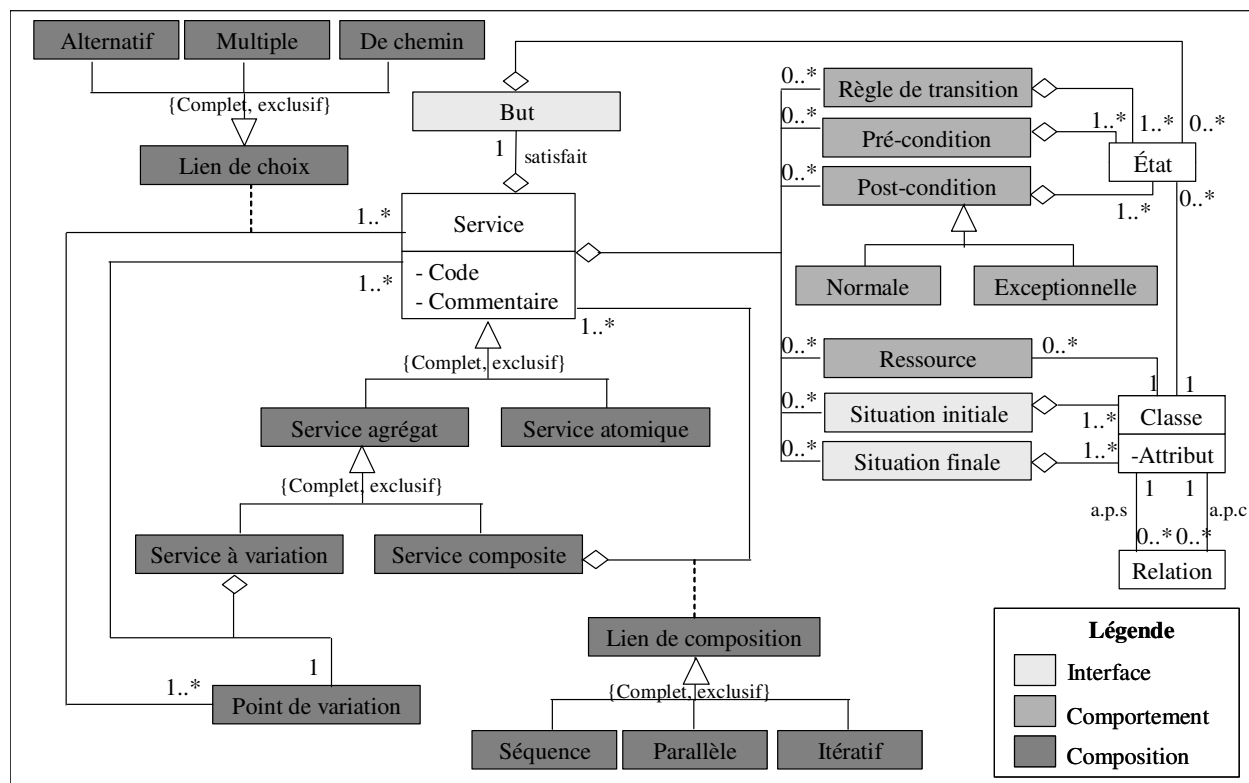 Alternatif
Multiple
De chemin
{Complet, exclusif}
Lien de choix
But
1
satisfait
1..*
Service
- Code
- Commentaire
1..*
1..*
{Complet, exclusif}
Service agrégat
Service atomique
{Complet, exclusif}
Service à variation
Service composite
1
1..*
Point de variation
Lien de composition
{Complet, exclusif}
Séquence
Parallèle
Itératif
0..*
Règle de transition
0..*
Pré-condition
0..*
Post-condition
1..*
1..*
0..*
État
1..*
0..*
Normale
Exceptionnelle
0..*
Ressource
0..*
1
1
0..*
Situation initiale
1..*
Classe
0..*
Situation finale
1..*
-Attribut
1
1
a.p.s
a.p.c
0..*
0..*
Relation
Légende
Interface
Comportement
Composition